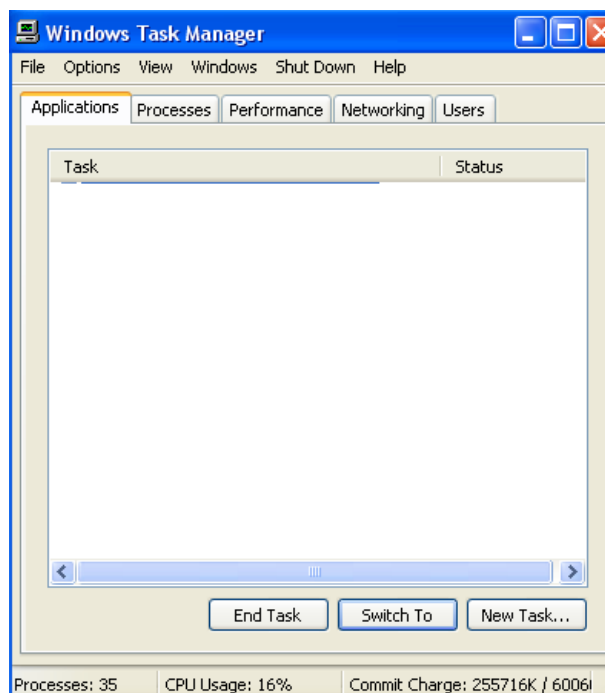 Windows Task Manager
File Options View Windows Shut Down Help
Applications Processes Performance Networking Users
Task Status
End Task Switch To New Task...
Processes: 35 CPU Usage: 16% Commit Charge: 255716K /